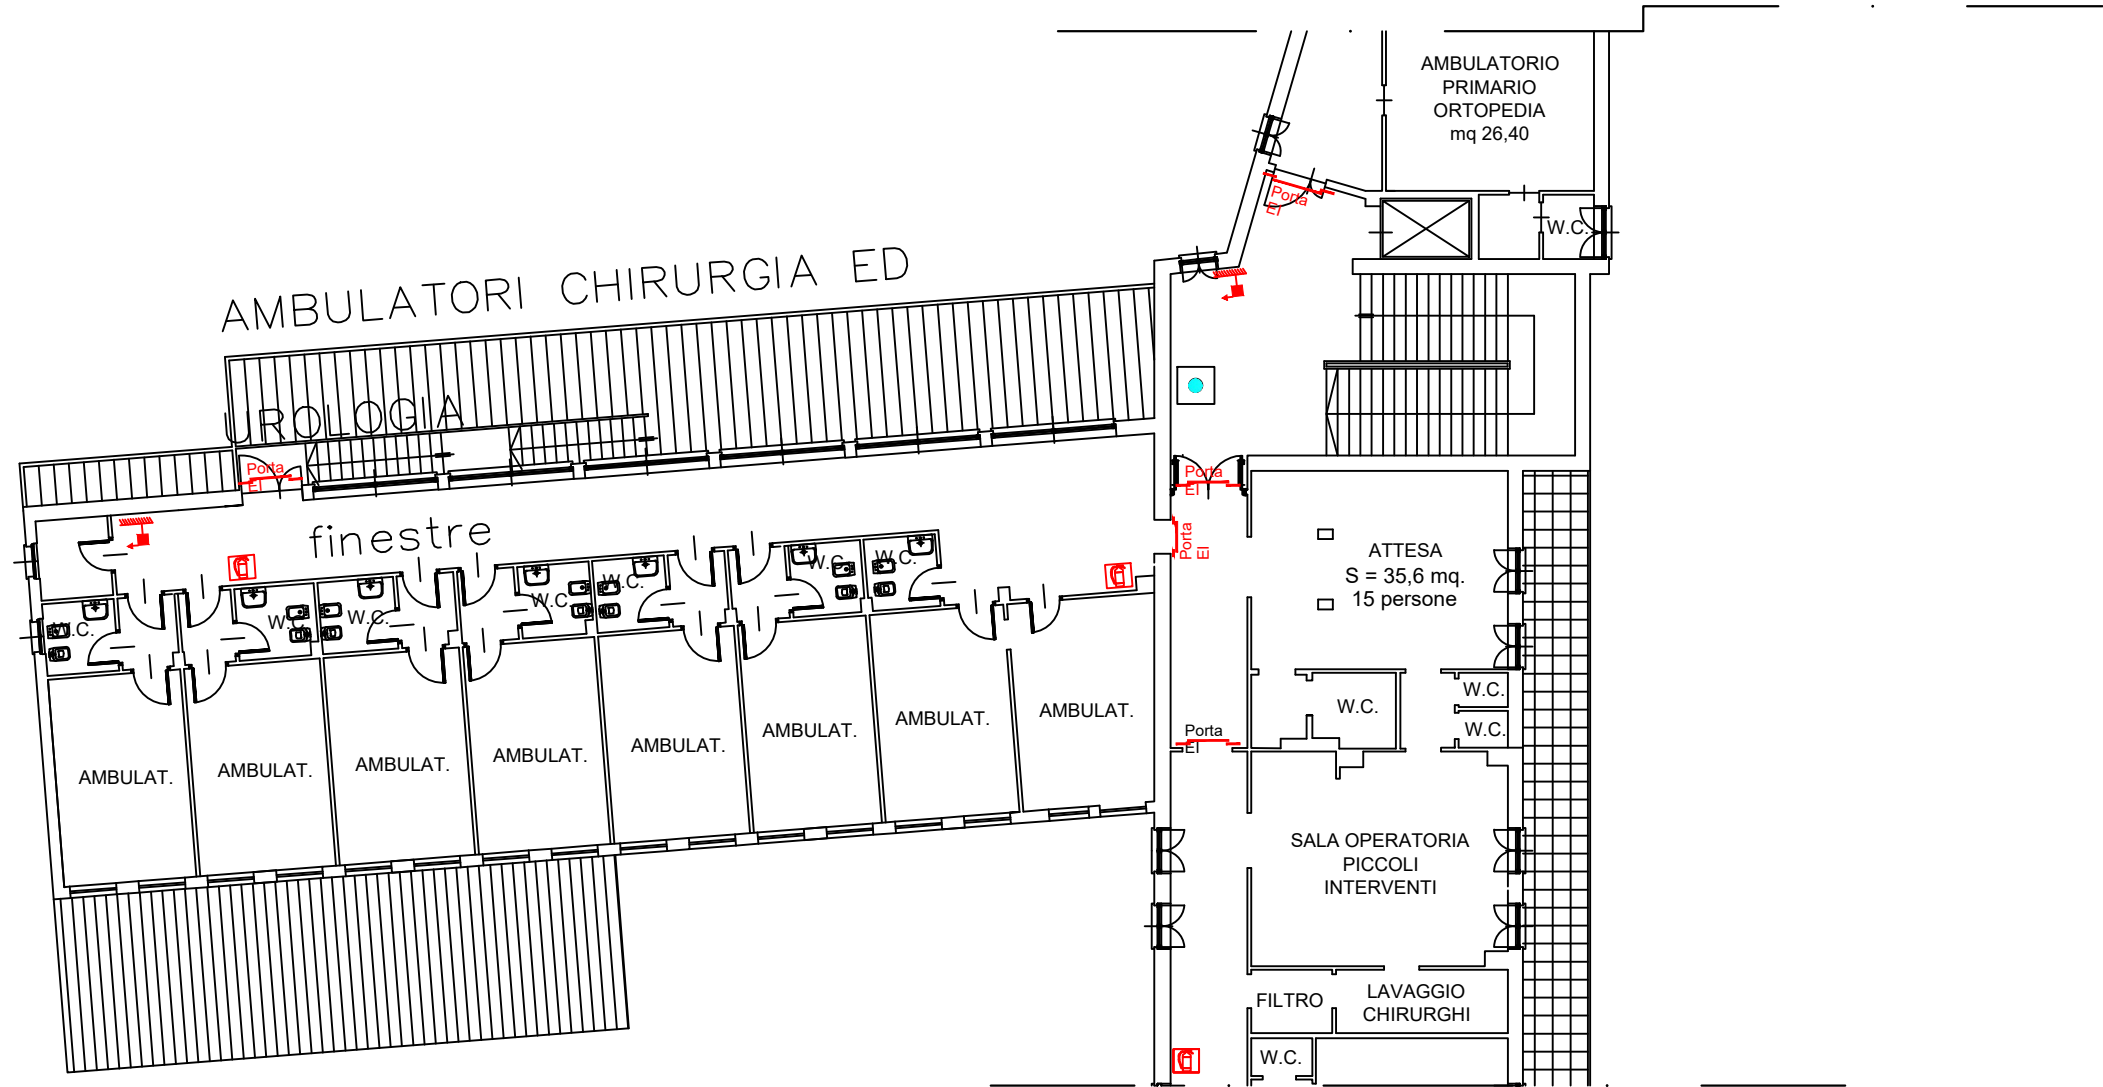 AMBULATORIO
PRIMARIO
ORTOPEDIA
mq 26,40
Porta
EI
W.C.
AMBULATORI CHIRURGIA ED
UROLOGIA
Porta
EI
Porta
EI
Porta
EI
finestre
ATTESA
S = 35,6 mq.
15 persone
W.C.
W.C.
W.C.
W.C.
W.C.
W.C.
W.C.
W.C.
W.C.
W.C.
Porta
EI
AMBULAT.
AMBULAT.
AMBULAT.
AMBULAT.
AMBULAT.
AMBULAT.
AMBULAT.
AMBULAT.
SALA OPERATORIA
PICCOLI
INTERVENTI
FILTRO
LAVAGGIO
CHIRURGHI
W.C.